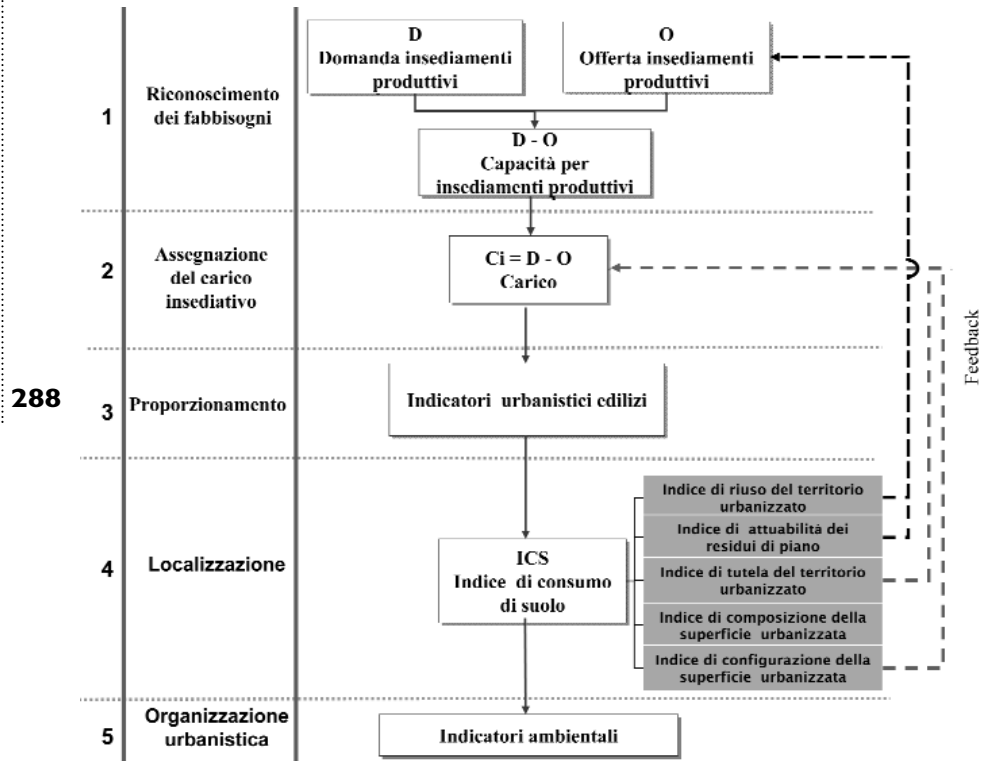 D
Domanda insediamenti
produttivi
O
Offerta insediamenti
produttivi
1
Riconoscimento
dei fabbisogni
D - O
Capacità per
insediamenti produttivi
2
Assegnazione
del carico
insediativo
Ci = D - O
Carico
Feedback
288
3
Proporzionamento
Indicatori urbanistici edilizi
4
Localizzazione
ICS
Indice di consumo
di suolo
Indice di riuso del territorio
urbanizzato
Indice di attuabilità dei
residui di piano
Indice di tutela del territorio
urbanizzato
Indice di composizione della
superficie urbanizzata
Indice di configurazione della
superficie urbanizzata
5
Organizzazione
urbanistica
Indicatori ambientali